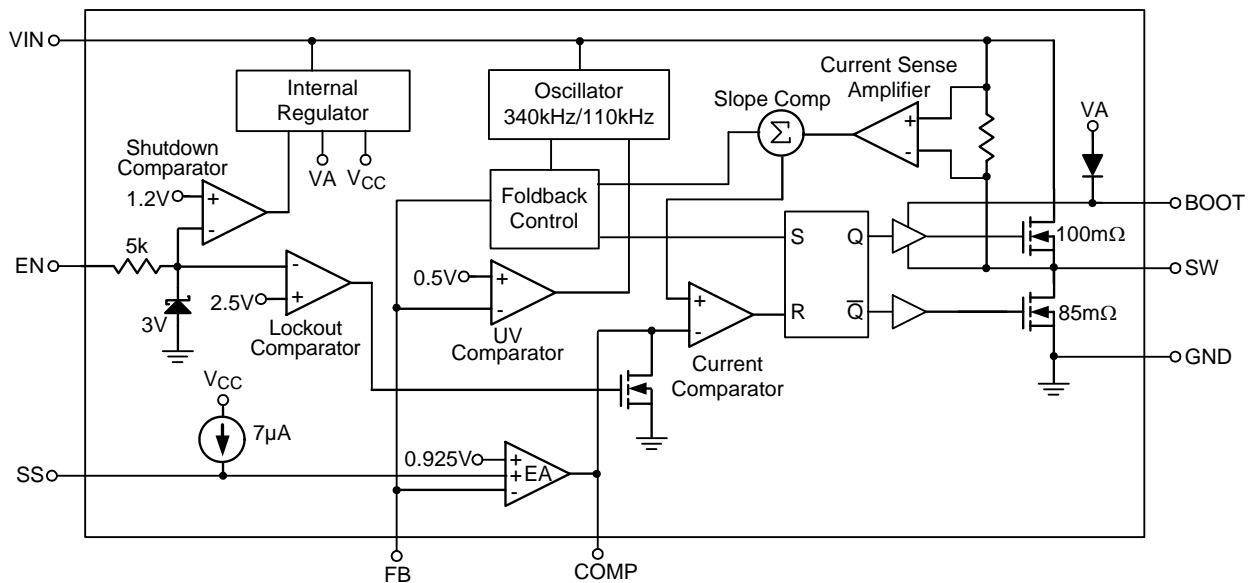 VIN
Internal
Regulator
Oscillator
340kHz/110kHz
Slope Comp
Current Sense
Amplifier
Σ
+
-
VA
Shutdown
Comparator
1.2V
+
-
VA
VCC
Foldback
Control
BOOT
EN
5k
3V
2.5V
-
+
Lockout
Comparator
0.5V
+
-
UV
Comparator
+
-
Current
Comparator
S
Q
R
Q̅
100mΩ
SW
85mΩ
GND
VCC
7µA
SS
0.925V
+
+
-
EA
FB
COMP